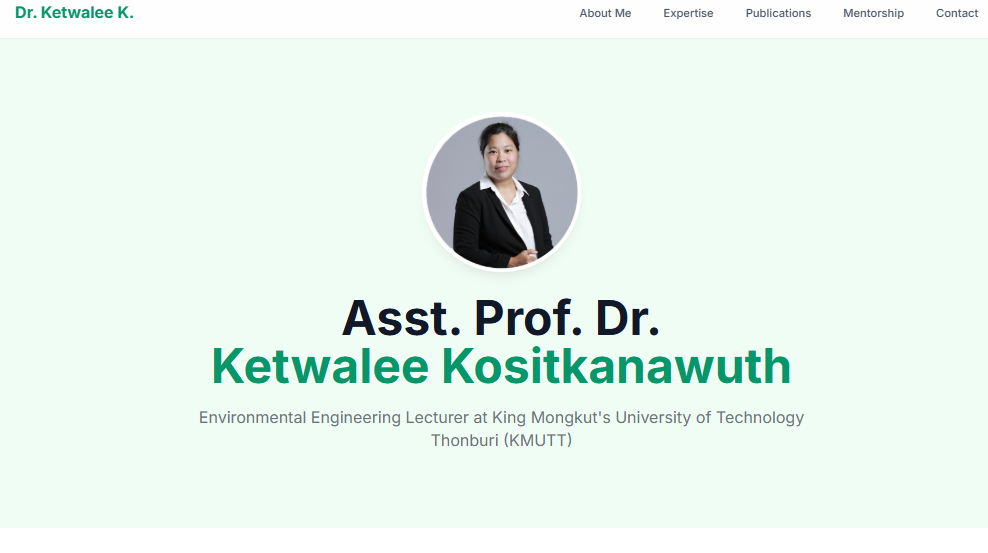 Dr. Ketwalee K.
About Me Expertise Publications Mentorship Contact
Asst. Prof. Dr.
Ketwalee Kositkanawuth
Environmental Engineering Lecturer at King Mongkut's University of Technology
Thonburi (KMUTT)